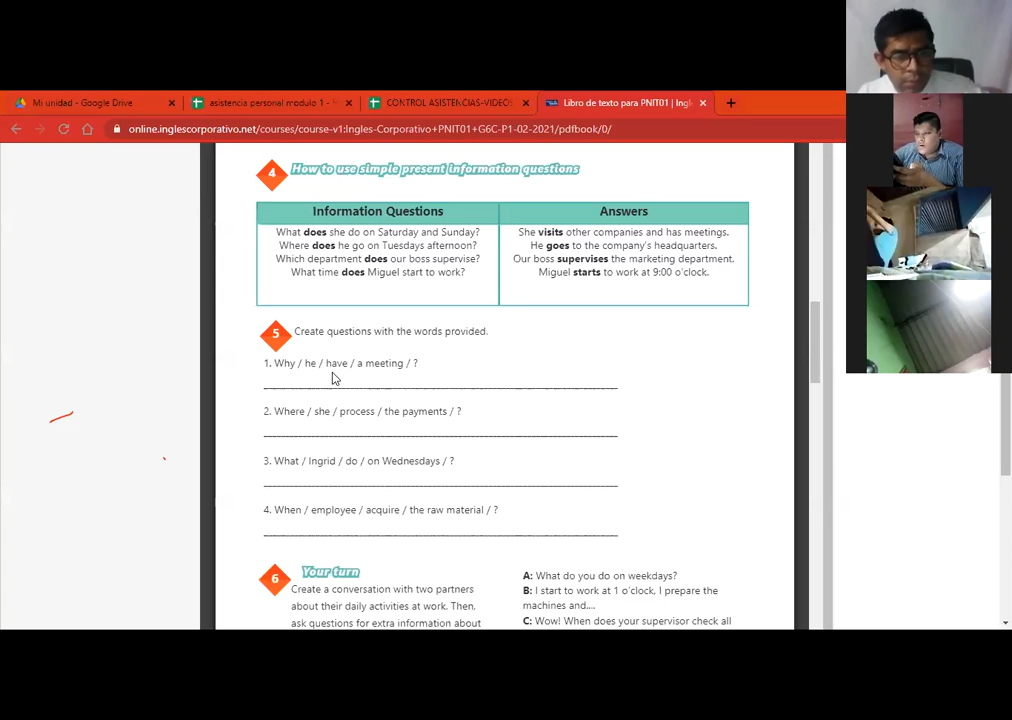 Mi unidad - Google Drive
asistencia personal modulo 1 -
CONTROL ASISTENCIAS-VIDEOS
Libro de texto para PNIT01 | Ingl
online.inglescorporativo.net/courses/course-v1:Ingles-Corporativo+PNIT01+G6C-P1-02-2021/pdfbook/0/
4 How to use simple present information questions
Information Questions
What does she do on Saturday and Sunday?
Where does he go on Tuesdays afternoon?
Which department does our boss supervise?
What time does Miguel start to work?
Answers
She visits other companies and has meetings.
He goes to the company's headquarters.
Our boss supervises the marketing department.
Miguel starts to work at 9:00 o'clock.
5 Create questions with the words provided.
1. Why / he / have / a meeting / ?
2. Where / she / process / the payments / ?
3. What / Ingrid / do / on Wednesdays / ?
4. When / employee / acquire / the raw material / ?
6 Your turn
Create a conversation with two partners
about their daily activities at work. Then,
ask questions for extra information about
A: What do you do on weekdays?
B: I start to work at 1 o'clock, I prepare the
machines and....
C: Wow! When does your supervisor check all